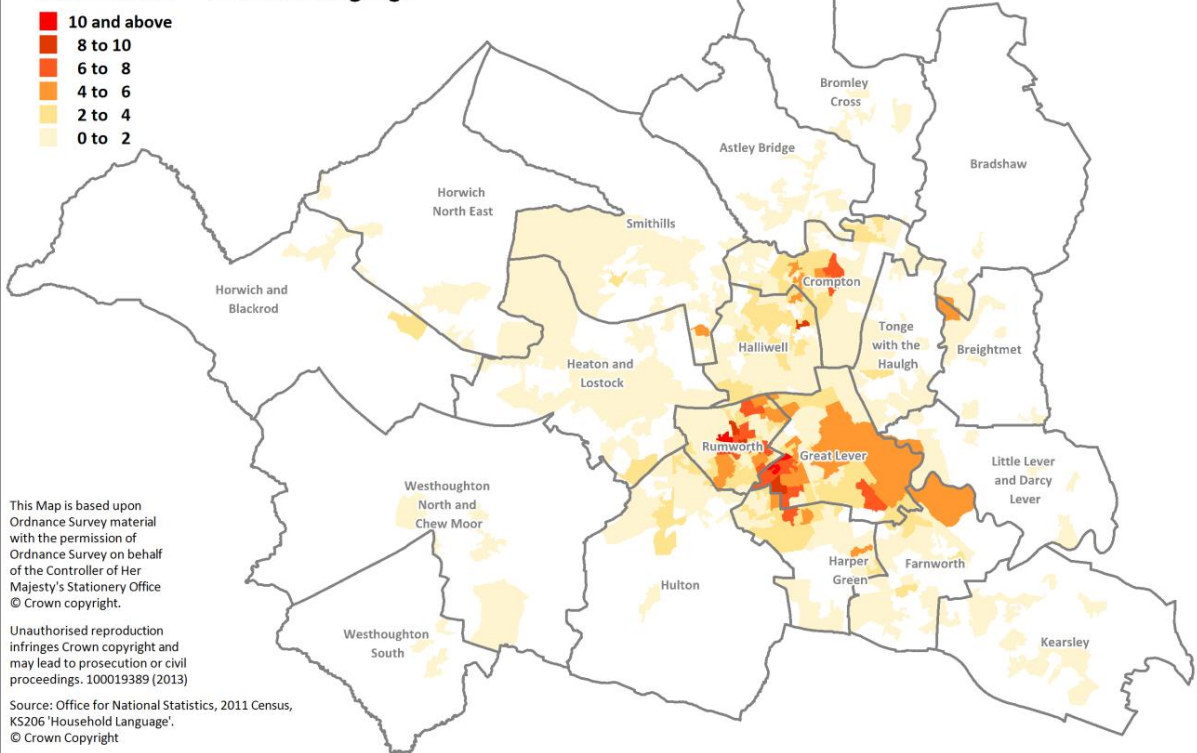 10 and above
8 to 10
6 to 8
4 to 6
2 to 4
0 to 2
Bromley
Cross
Astley Bridge
Bradshaw
Horwich
North East
Smithills
Crompton
Horwich and
Blackrod
Tonge
with the
Haulgh
Halliwell
Breightmet
Heaton and
Lostock
Rumworth
Great Lever
Little Lever
and Darcy
Lever
Westhoughton
North and
Chew Moor
Harper
Green
Farnworth
Hulton
Westhoughton
South
Kearsley
This Map is based upon
Ordnance Survey material
with the permission of
Ordnance Survey on behalf
of the Controller of Her
Majesty's Stationery Office
© Crown copyright.
Unauthorised reproduction
infringes Crown copyright and
may lead to prosecution or civil
proceedings. 100019389 (2013)
Source: Office for National Statistics, 2011 Census,
KS206 'Household Language'.
© Crown Copyright